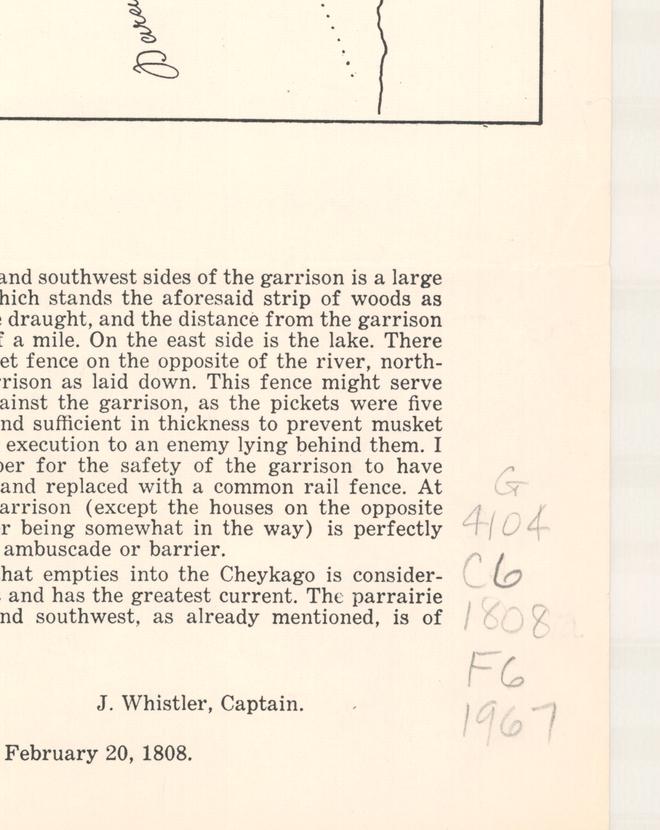 and southwest sides of the garrison is a large
hich stands the aforesaid strip of woods as
draught, and the distance from the garrison
f a mile. On the east side is the lake. There
et fence on the opposite of the river, north-
rrison as laid down. This fence might serve
ainst the garrison, as the pickets were five
nd sufficient in thickness to prevent musket
execution to an enemy lying behind them. I
per for the safety of the garrison to have
and replaced with a common rail fence. At
arrison (except the houses on the opposite
r being somewhat in the way) is perfectly
ambuscade or barrier.
hat empties into the Cheykago is consider-
and has the greatest current. The parrairie
nd southwest, as already mentioned, is of
J. Whistler, Captain.
February 20, 1808.
G
4104
C6
1808
F6
1967